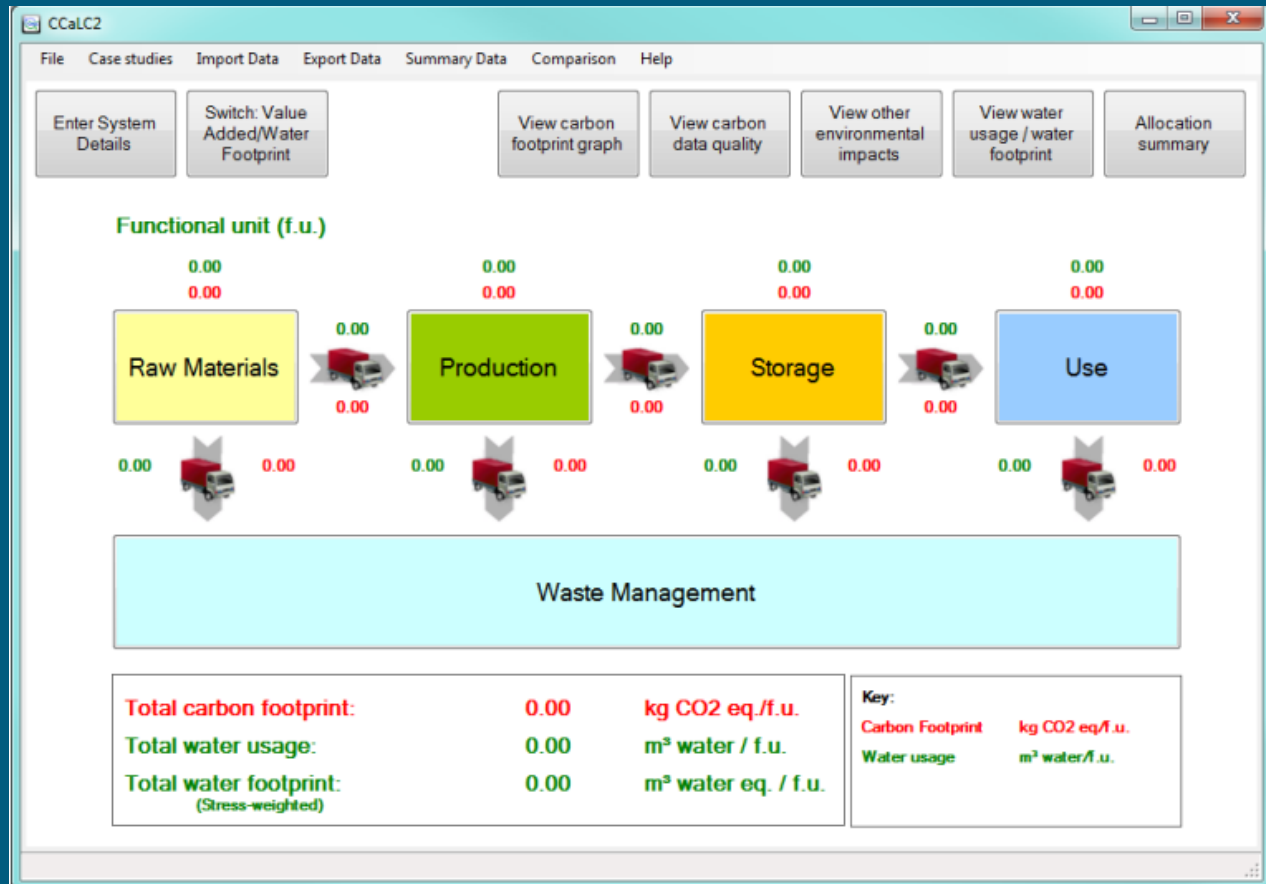 CCaLC2
File Case studies Import Data Export Data Summary Data Comparison Help
Enter System
Details
Switch: Value
Added/Water
Footprint
View carbon
footprint graph
View carbon
data quality
View other
environmental
impacts
View water
usage / water
footprint
Allocation
summary
Functional unit (f.u.)
0.00 0.00 0.00 0.00
0.00 0.00 0.00 0.00
0.00 0.00 0.00
Raw Materials Production Storage Use
0.00 0.00 0.00
0.00 0.00 0.00 0.00 0.00 0.00 0.00 0.00
Waste Management
Total carbon footprint: 0.00 kg CO2 eq./f.u.
Total water usage: 0.00 m³ water / f.u.
Total water footprint: 0.00 m³ water eq. / f.u.
(Stress-weighted)
Key:
Carbon Footprint kg CO2 eq/f.u.
Water usage m³ water/f.u.